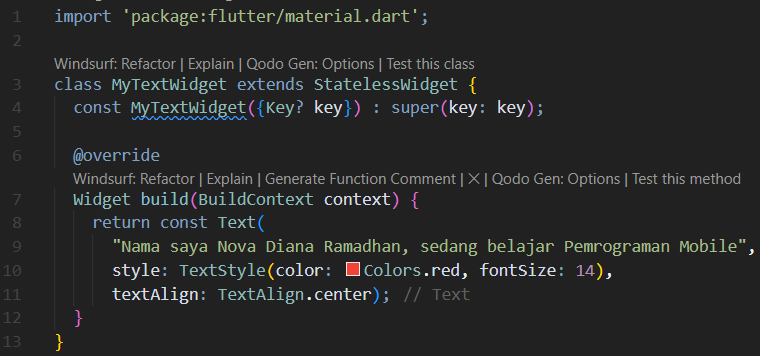 1 import 'package:flutter/material.dart';
2
Windsurf: Refactor | Explain | Qodo Gen: Options | Test this class
3 class MyTextWidget extends StatelessWidget {
4 const MyTextWidget({Key? key}) : super(key: key);
5
6 @override
Windsurf: Refactor | Explain | Generate Function Comment | X | Qodo Gen: Options | Test this method
7 Widget build(BuildContext context) {
8 return const Text(
9 "Nama saya Nova Diana Ramadhan, sedang belajar Pemrograman Mobile",
10 style: TextStyle(color: Colors.red, fontSize: 14),
11 textAlign: TextAlign.center); // Text
12 }
13 }